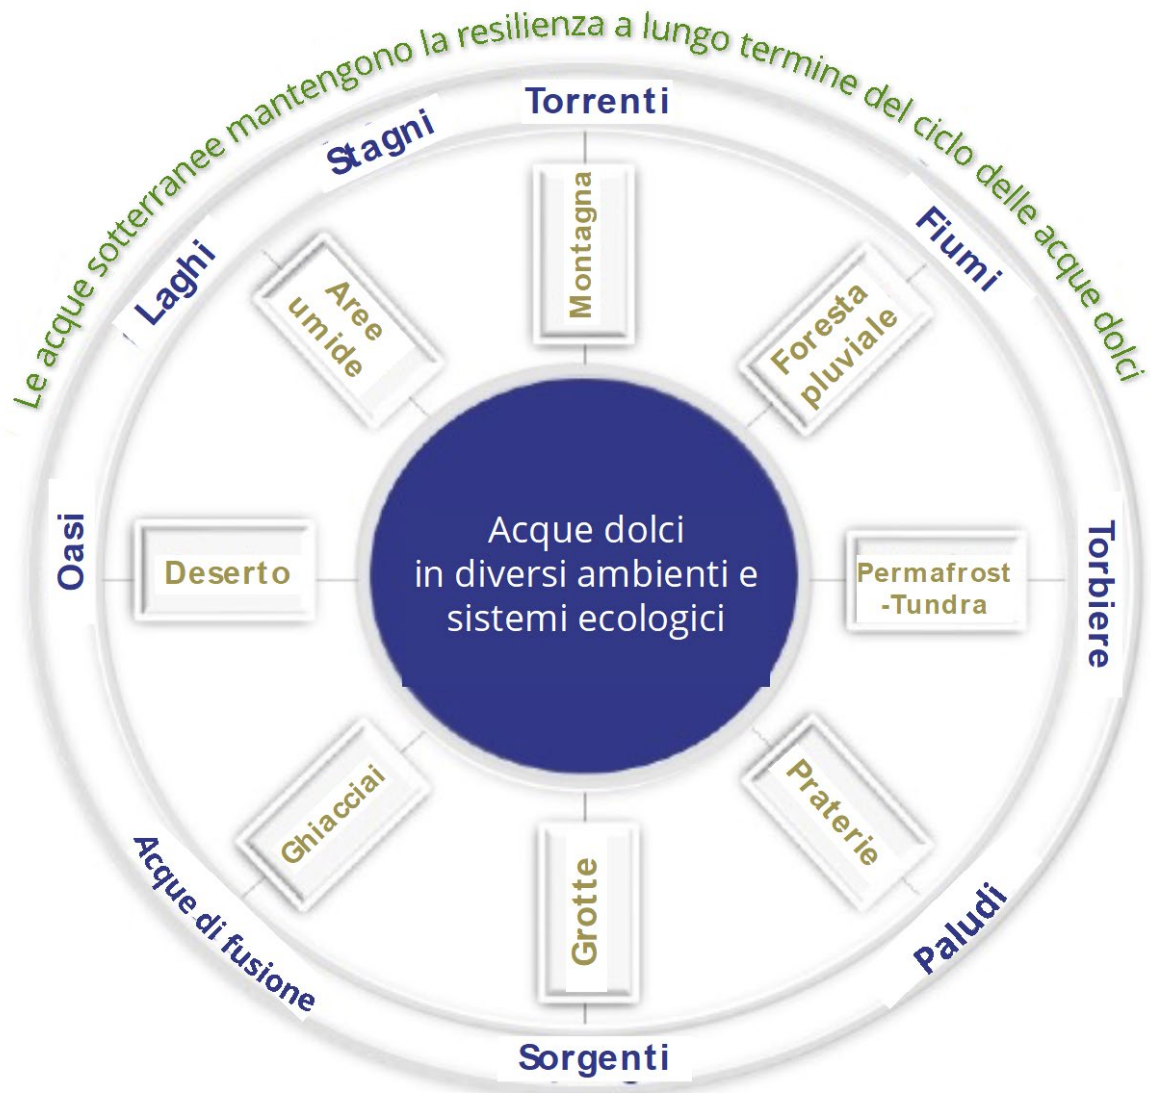 Le acque sotterranee mantengono la resilienza a lungo termine del ciclo delle acque dolci
Torrenti
Stagni
Fiumi
Laghi
Montagna
Aree
umide
Foresta
pluviale
Oasi
Deserto
Acque dolci
in diversi ambienti e
sistemi ecologici
Permafrost
-Tundra
Torbiere
Ghiacciai
Praterie
Grotte
Acque di fusione
Paludi
Sorgenti